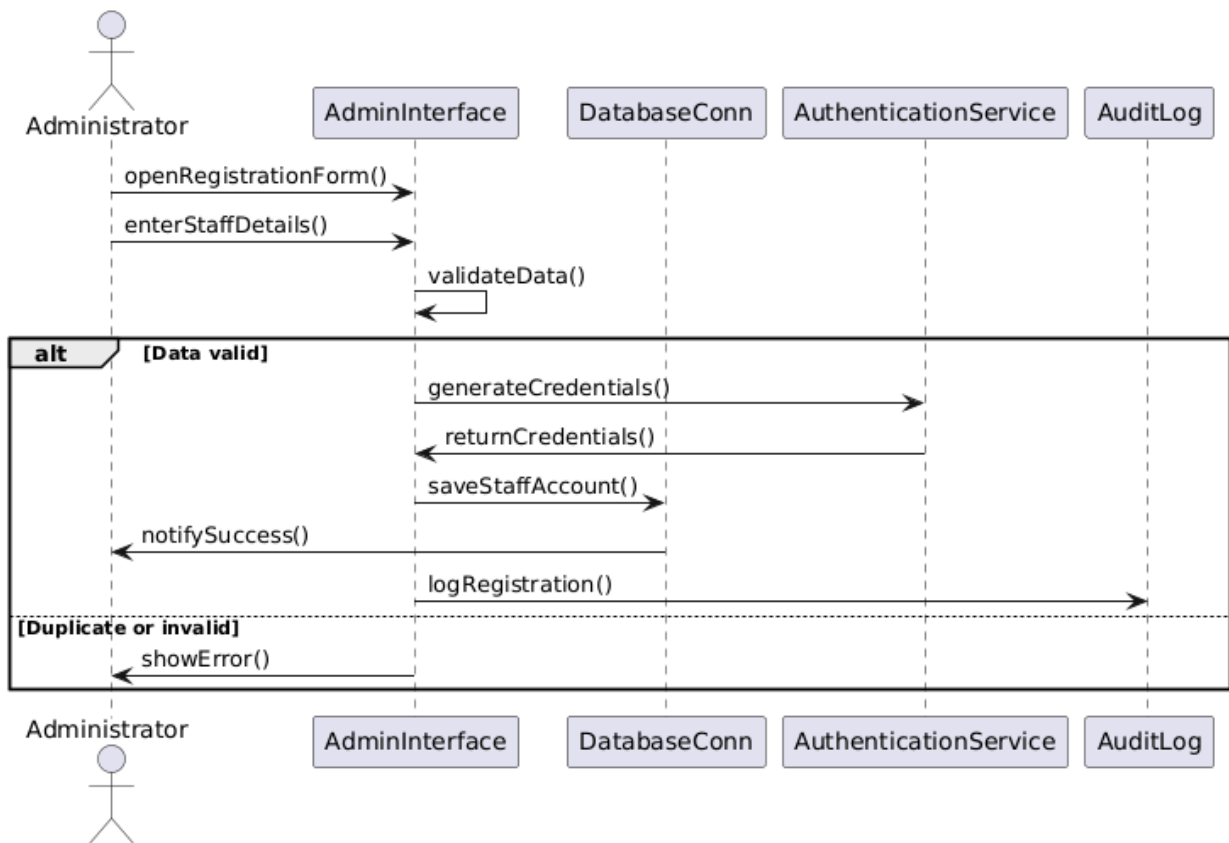 Administrator
AdminInterface
DatabaseConn
AuthenticationService
AuditLog
openRegistrationForm()
enterStaffDetails()
validateData()
alt
[Data valid]
generateCredentials()
returnCredentials()
saveStaffAccount()
notifySuccess()
logRegistration()
[Duplicate or invalid]
showError()
Administrator
AdminInterface
DatabaseConn
AuthenticationService
AuditLog